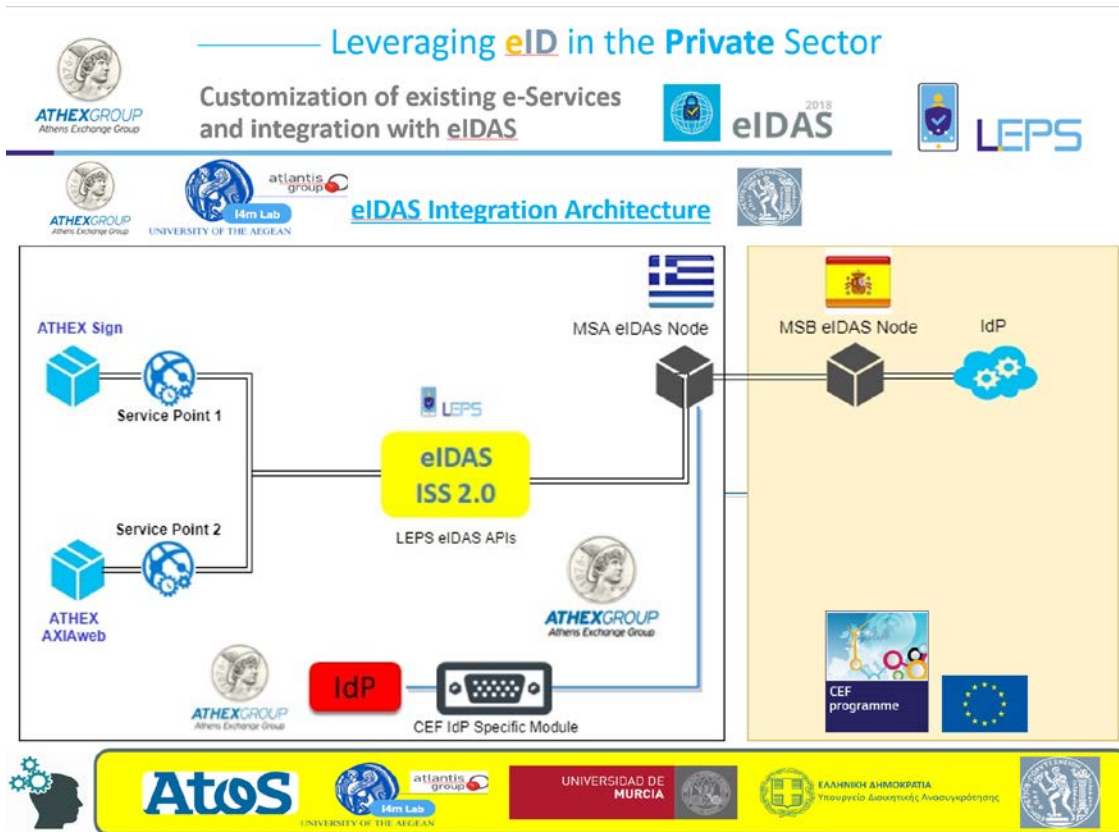 Leveraging eID in the Private Sector
ATHEXGROUP
Athens Exchange Group
Customization of existing e-Services
and integration with eIDAS
2018
eIDAS
LEPS
ATHEXGROUP
Athens Exchange Group
atlantis
group
i4m Lab
UNIVERSITY OF THE AEGEAN
eIDAS Integration Architecture
MSA eIDAs Node
MSB eIDAS Node
IdP
ATHEX Sign
Service Point 1
LEPS
eIDAS
ISS 2.0
LEPS eIDAS APIs
Service Point 2
ATHEX
AXIAweb
ATHEXGROUP
Athens Exchange Group
ATHEXGROUP
Athens Exchange Group
IdP
CEF IdP Specific Module
CEF
programme
Atos
atlantis
group
i4m Lab
UNIVERSITY OF THE AEGEAN
UNIVERSIDAD DE
MURCIA
ΕΛΛΗΝΙΚΗ ΔΗΜΟΚΡΑΤΙΑ
Υπουργείο Διοικητικής Ανασυγκρότησης